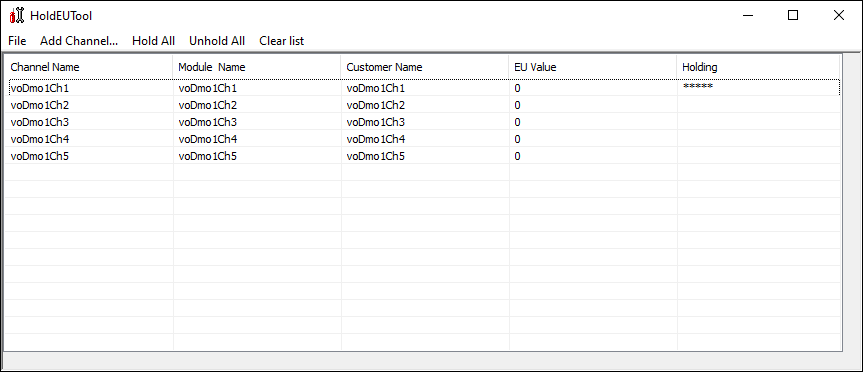 HoldEUTool
File Add Channel... Hold All Unhold All Clear list
Channel Name Module  Name Customer Name EU Value Holding
voDmo1Ch1 voDmo1Ch1 voDmo1Ch1 0 *****
voDmo1Ch2 voDmo1Ch2 voDmo1Ch2 0
voDmo1Ch3 voDmo1Ch3 voDmo1Ch3 0
voDmo1Ch4 voDmo1Ch4 voDmo1Ch4 0
voDmo1Ch5 voDmo1Ch5 voDmo1Ch5 0